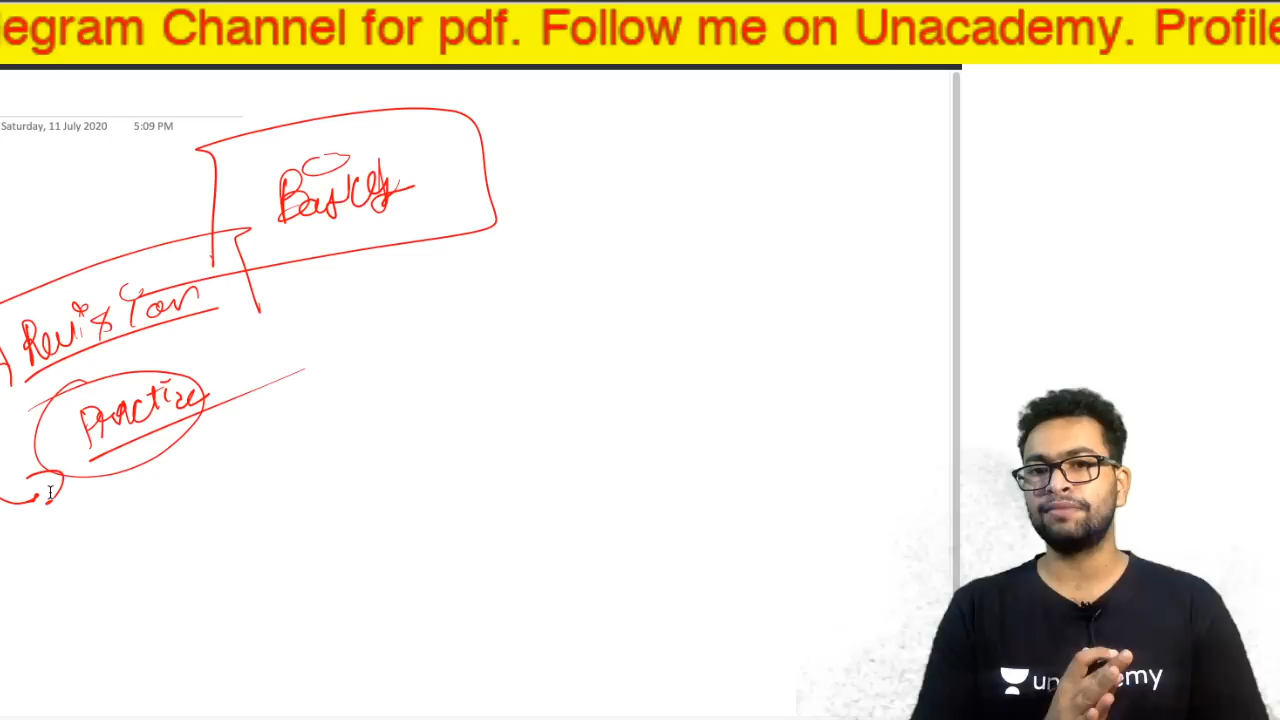 egram Channel for pdf. Follow me on Unacademy. Profile
Saturday, 11 July 2020 5:09 PM
Basics
Revision
Practice
unacademy